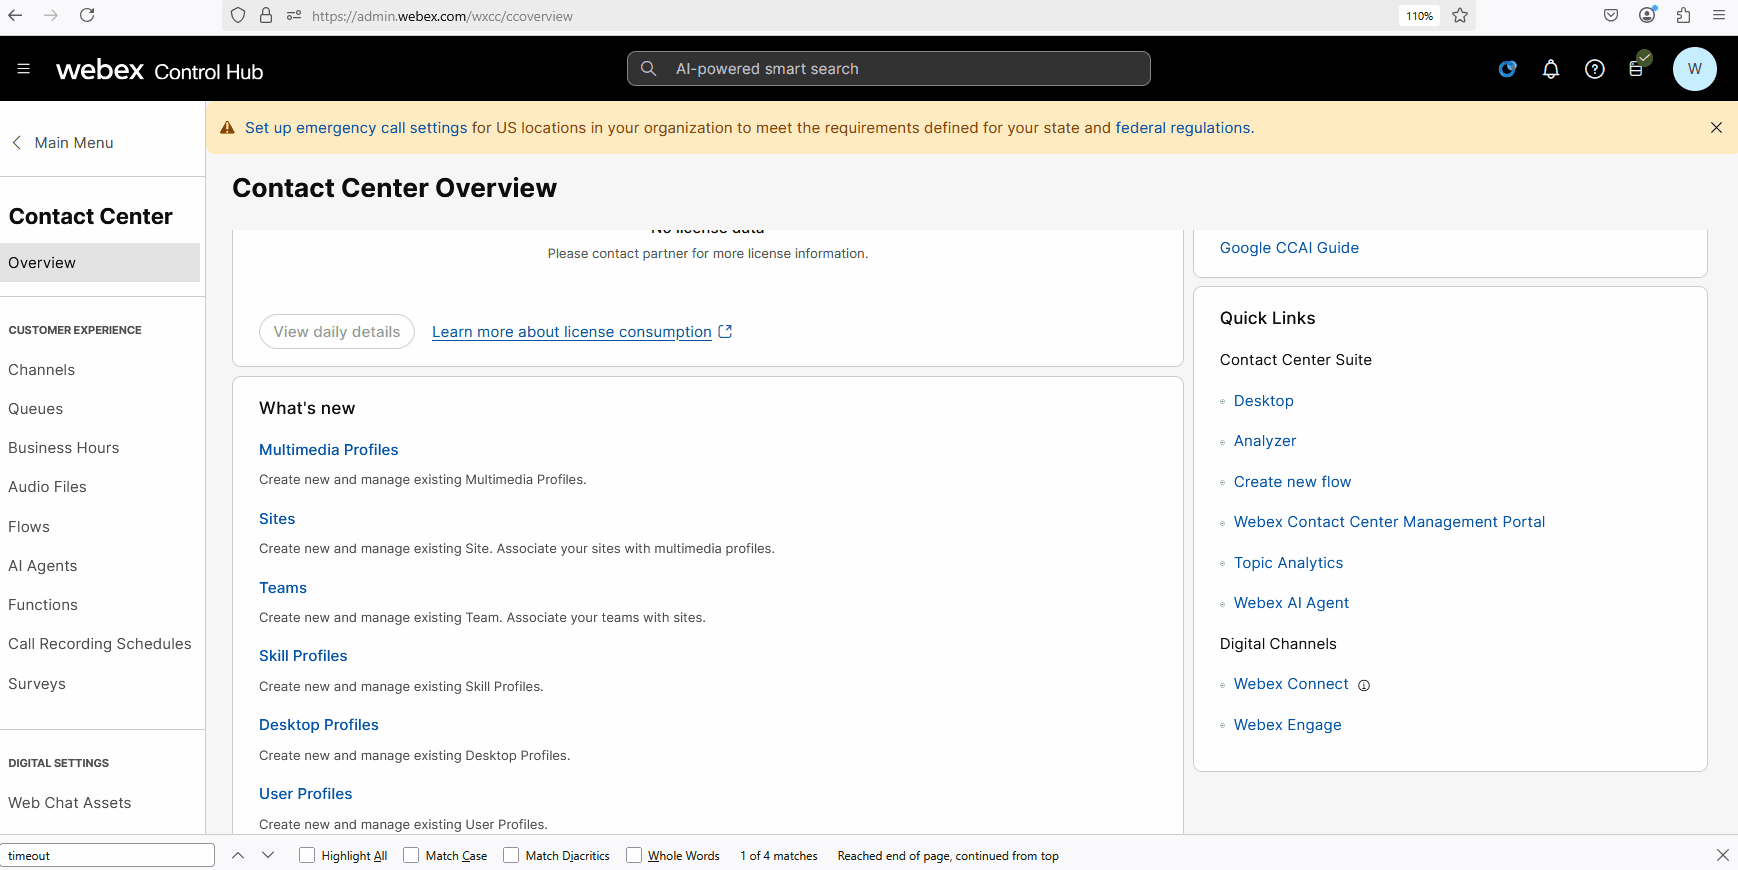 https://admin.webex.com/wxcc/ccoverview
110%
webex Control Hub
AI-powered smart search
W
Main Menu
Set up emergency call settings for US locations in your organization to meet the requirements defined for your state and federal regulations.
Contact Center
Overview
CUSTOMER EXPERIENCE
Channels
Queues
Business Hours
Audio Files
Flows
AI Agents
Functions
Call Recording Schedules
Surveys
DIGITAL SETTINGS
Web Chat Assets
Contact Center Overview
No license data
Please contact partner for more license information.
View daily details
Learn more about license consumption
What's new
Multimedia Profiles
Create new and manage existing Multimedia Profiles.
Sites
Create new and manage existing Site. Associate your sites with multimedia profiles.
Teams
Create new and manage existing Team. Associate your teams with sites.
Skill Profiles
Create new and manage existing Skill Profiles.
Desktop Profiles
Create new and manage existing Desktop Profiles.
User Profiles
Create new and manage existing User Profiles.
Google CCAI Guide
Quick Links
Contact Center Suite
Desktop
Analyzer
Create new flow
Webex Contact Center Management Portal
Topic Analytics
Webex AI Agent
Digital Channels
Webex Connect
Webex Engage
timeout
Highlight All
Match Case
Match Diacritics
Whole Words
1 of 4 matches
Reached end of page, continued from top